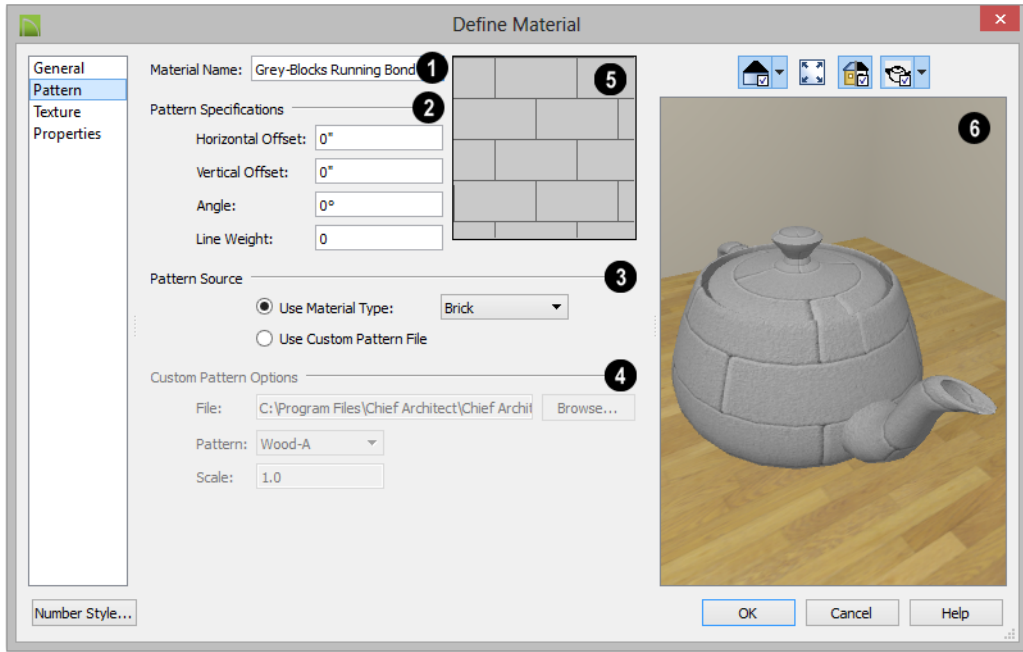 Define Material
General
Pattern
Texture
Properties
Material Name: Grey-Blocks Running Bond 1
Pattern Specifications 2
Horizontal Offset: 0"
Vertical Offset: 0"
Angle: 0°
Line Weight: 0
Pattern Source 3
Use Material Type: Brick
Use Custom Pattern File
Custom Pattern Options 4
File: C:\Program Files\Chief Architect\Chief Archit Browse...
Pattern: Wood-A
Scale: 1.0
5
6
Number Style... OK Cancel Help